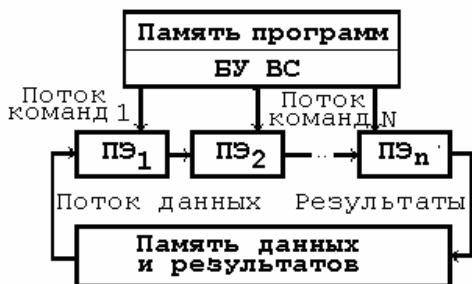 Память программ
БУ ВС
Поток
команд 1
Поток
команд N
ПЭ1
ПЭ2
...
ПЭn
Поток данных
Результаты
Память данных
и результатов